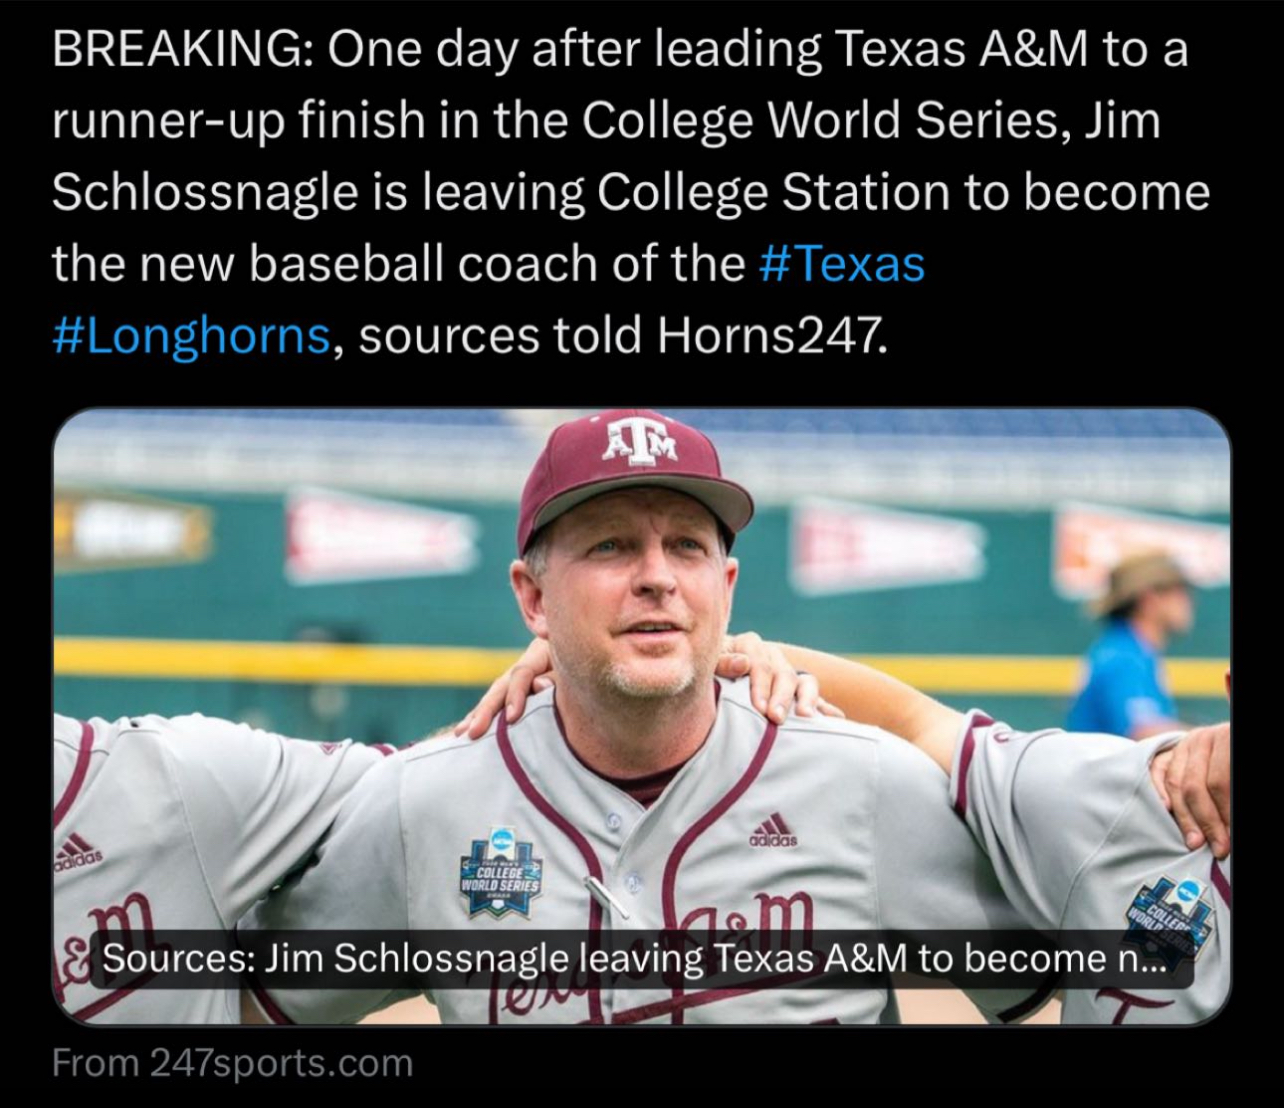 BREAKING: One day after leading Texas A&M to a
runner-up finish in the College World Series, Jim
Schlossnagle is leaving College Station to become
the new baseball coach of the #Texas
#Longhorns, sources told Horns247.
ATM
adidas
adidas
COLLEGE
WORLD SERIES
COLLEGE
WORLD
&m
Texas A&m
T
Sources: Jim Schlossnagle leaving Texas A&M to become n...
From 247sports.com